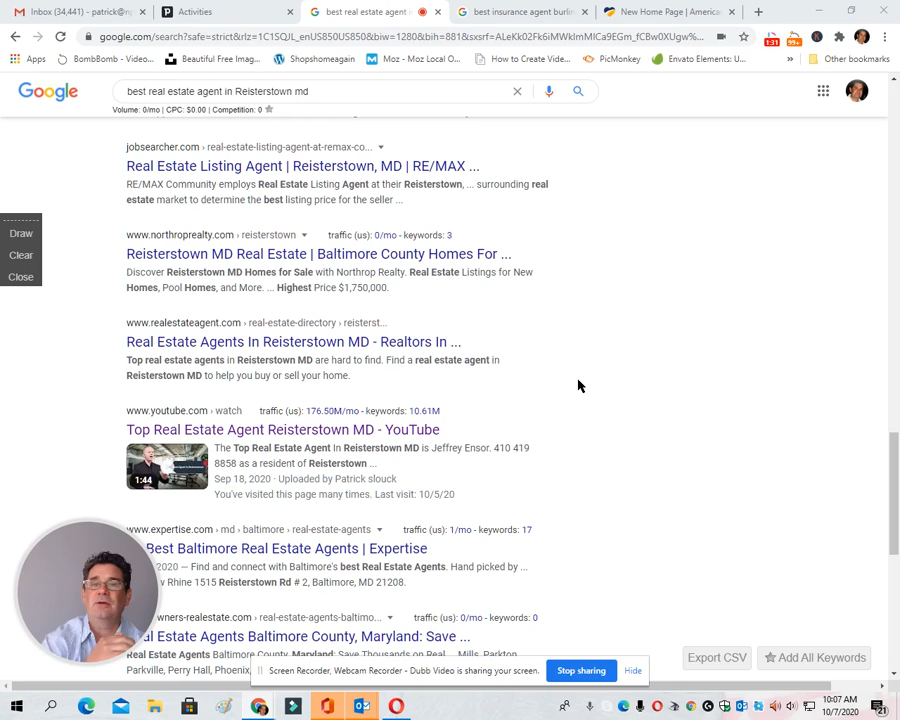 Inbox (34,441) - patrick@np
Activities
best real estate agent i
best insurance agent burlin
New Home Page | America
google.com/search?safe=strict&rlz=1C1SQJL_enUS850US850&biw=1280&bih=881&sxsrf=ALeKk02Fk6iMWkImMICa9EGm_fCBw0XUgw%3A...
1:31
99+
Apps
BombBomb - Video...
Beautiful Free Imag...
Shopshomeagain
Moz - Moz Local O...
How to Create Vide...
PicMonkey
Envato Elements U...
Other bookmarks
Google
best real estate agent in Reisterstown md
Volume: 0/mo | CPC: $0.00 | Competition: 0
jobsearcher.com › real-estate-listing-agent-at-remax-co...
Real Estate Listing Agent | Reisterstown, MD | RE/MAX ...
RE/MAX Community employs Real Estate Listing Agent at their Reisterstown, ... surrounding real
estate market to determine the best listing price for the seller ...
Draw
Clear
Close
www.northroprealty.com › reisterstown
traffic (us): 0/mo - keywords: 3
Reisterstown MD Real Estate | Baltimore County Homes For ...
Discover Reisterstown MD Homes for Sale with Northrop Realty. Real Estate Listings for New
Homes, Pool Homes, and More. ... Highest Price $1,750,000.
www.realestateagent.com › real-estate-directory › reisterst...
Real Estate Agents In Reisterstown MD - Realtors In ...
Top real estate agents in Reisterstown MD are hard to find. Find a real estate agent in
Reisterstown MD to help you buy or sell your home.
www.youtube.com › watch
traffic (us): 176.50M/mo - keywords: 10.61M
Top Real Estate Agent Reisterstown MD - YouTube
The Top Real Estate Agent In Reisterstown MD is Jeffrey Ensor. 410 419
8858 as a resident of Reisterstown ...
1:44
Sep 18, 2020 · Uploaded by Patrick slouck
You've visited this page many times. Last visit: 10/5/20
www.expertise.com › md › baltimore › real-estate-agents
traffic (us): 1/mo - keywords: 17
Best Baltimore Real Estate Agents | Expertise
2020 — Find and connect with Baltimore's best Real Estate Agents. Hand picked by ...
Rhine 1515 Reisterstown Rd # 2, Baltimore, MD 21208.
owners-realestate.com › real-estate-agents-baltimo...
traffic (us): 0/mo - keywords: 0
Estate Agents Baltimore County, Maryland: Save ...
Real Estate Agents Baltimore County, Maryland: Save Thousands on Real ... Mills, Parkton,
Parkville, Perry Hall, Phoenix,
Export CSV
Add All Keywords
Screen Recorder, Webcam Recorder - Dubb Video is sharing your screen.
Stop sharing
Hide
10:07 AM
10/7/2020
21